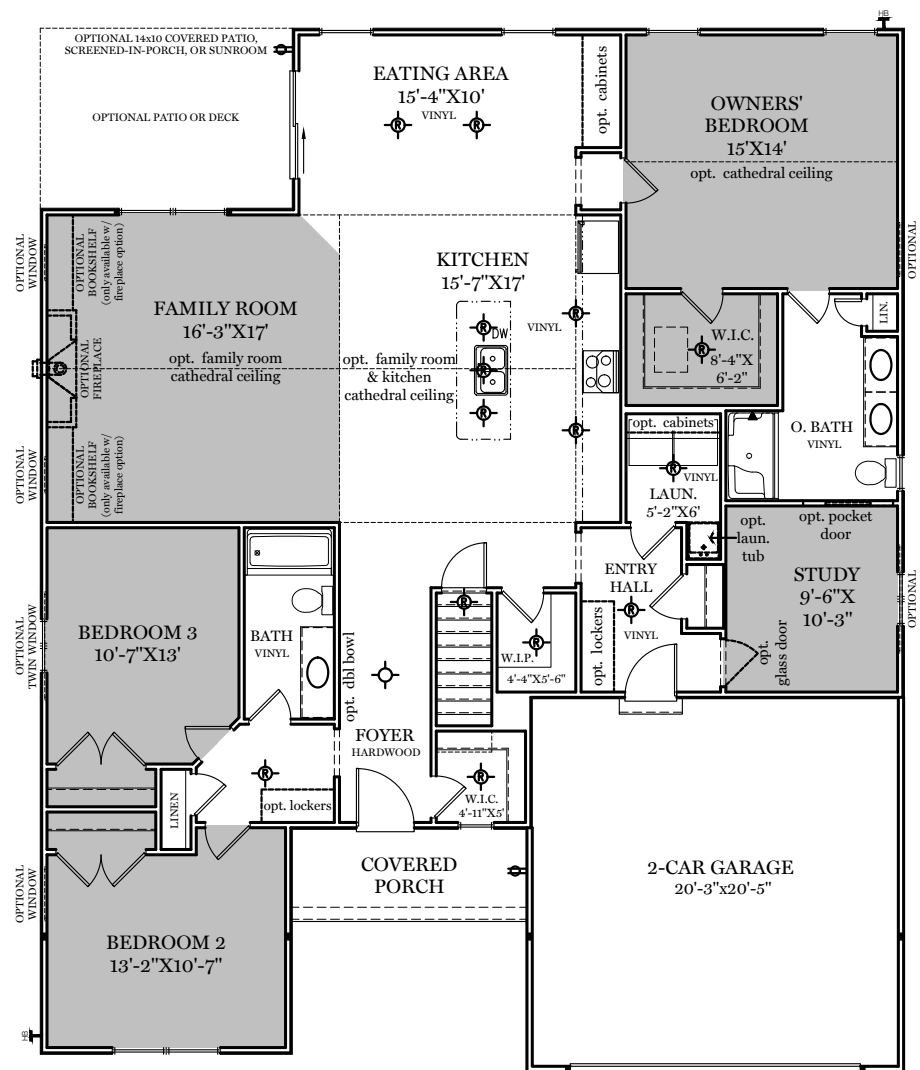 OPTIONAL 14x10 COVERED PATIO,
SCREENED-IN-PORCH, OR SUNROOM
OPTIONAL PATIO OR DECK
EATING AREA
15'-4"X10'
VINYL
R
R
opt. cabinets
HB
OWNERS'
BEDROOM
15'X14'
opt. cathedral ceiling
OPTIONAL
OPTIONAL
WINDOW
OPTIONAL
BOOKSHELF
(only available w/
fireplace option)
FAMILY ROOM
16'-3"X17'
opt. family room
cathedral ceiling
OPTIONAL
FIREPLACE
OPTIONAL
WINDOW
OPTIONAL
BOOKSHELF
(only available w/
fireplace option)
KITCHEN
15'-7"X17'
R
DW
R
R
R
VINYL
R
opt. family room
& kitchen
cathedral ceiling
W.I.C.
R
8'-4"X
6'-2"
LIN.
O. BATH
VINYL
opt. cabinets
R
VINYL
LAUN.
5'-2"X6'
opt.
laun.
tub
opt. pocket
door
STUDY
9'-6"X
10'-3"
OPTIONAL
opt.
glass door
ENTRY
HALL
R
VINYL
opt. lockers
R
W.I.P.
4'-4"X5'-6"
R
BEDROOM 3
10'-7"X13'
OPTIONAL
TWIN WINDOW
BATH
VINYL
opt. dbl bowl
FOYER
HARDWOOD
R
opt. lockers
LINEN
R
W.I.C.
4'-11"X5'
COVERED
PORCH
2-CAR GARAGE
20'-3"x20'-5"
OPTIONAL
WINDOW
BEDROOM 2
13'-2"X10'-7"
HB